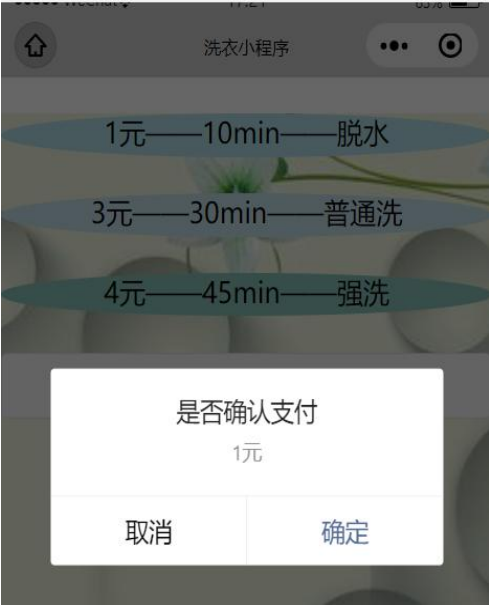 洗衣小程序
1元——10min——脱水
3元——30min——普通洗
4元——45min——强洗
是否确认支付
1元
取消
确定